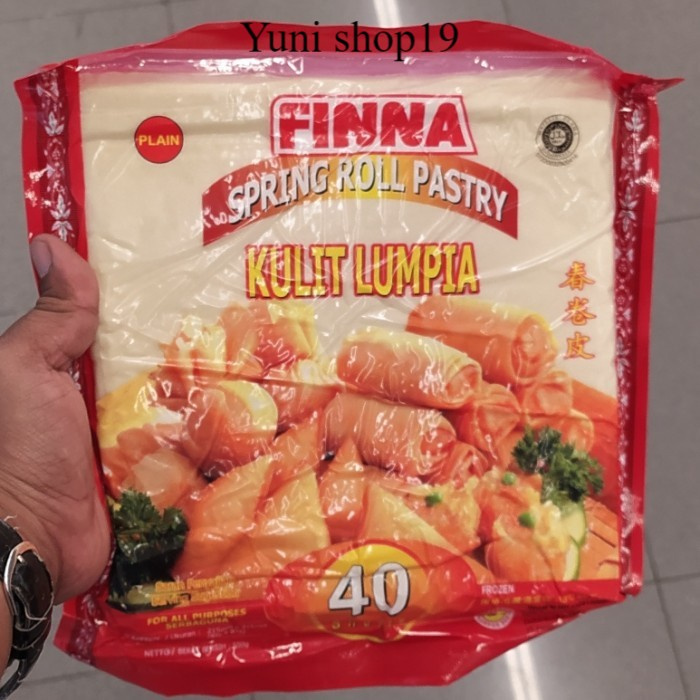 Yuni shop19
FINNA
PLAIN
SPRING ROLL PASTRY
KULIT LUMPIA
春卷皮
40
FROZEN
FOR ALL PURPOSES
SERBAGUNA